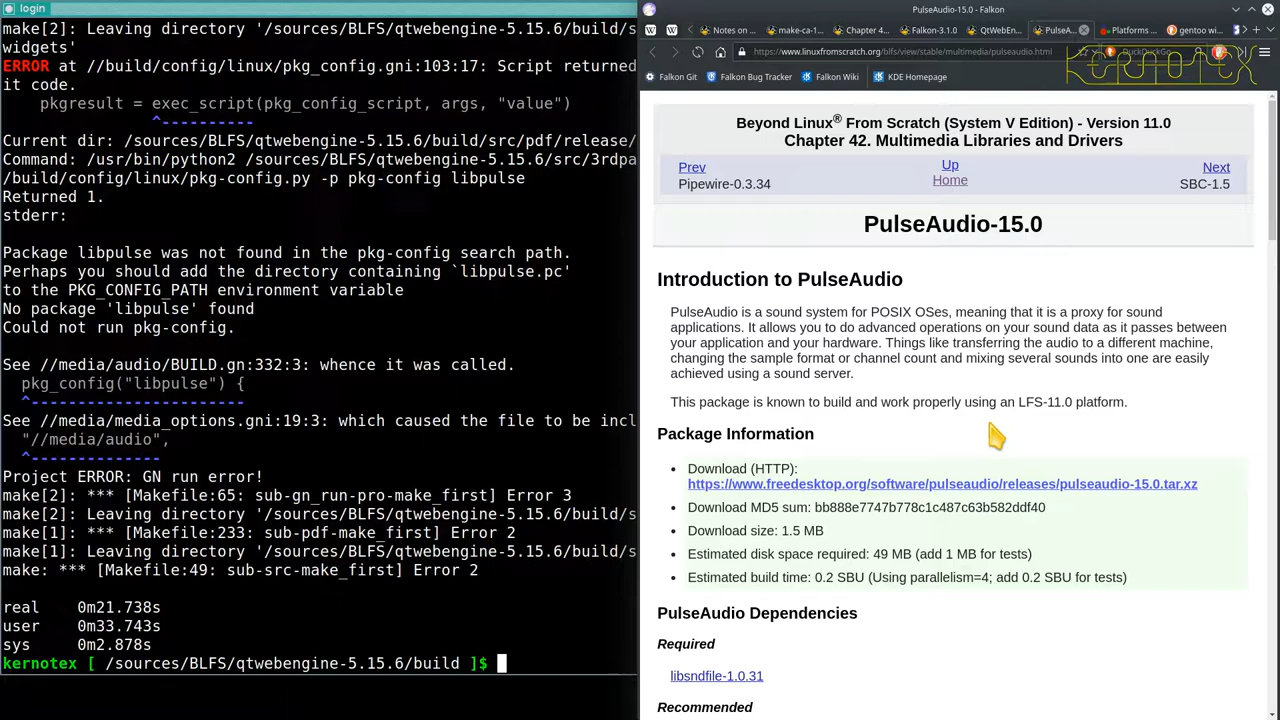 login
make[2]: Leaving directory '/sources/BLFS/qtwebengine-5.15.6/build/s
widgets'
ERROR at //build/config/linux/pkg_config.gni:103:17: Script returned
it code.
pkgresult = exec_script(pkg_config_script, args, "value")
^----------
Current dir: /sources/BLFS/qtwebengine-5.15.6/build/src/pdf/release/
Command: /usr/bin/python2 /sources/BLFS/qtwebengine-5.15.6/src/3rdpa
/build/config/linux/pkg-config.py -p pkg-config libpulse
Returned 1.
stderr:
Package libpulse was not found in the pkg-config search path.
Perhaps you should add the directory containing `libpulse.pc'
to the PKG_CONFIG_PATH environment variable
No package 'libpulse' found
Could not run pkg-config.
See //media/audio/BUILD.gn:332:3: whence it was called.
pkg_config("libpulse") {
^-----------------------
See //media/media_options.gni:19:3: which caused the file to be incl
"//media/audio",
^--------------
Project ERROR: GN run error!
make[2]: *** [Makefile:65: sub-gn_run-pro-make_first] Error 3
make[2]: Leaving directory '/sources/BLFS/qtwebengine-5.15.6/build/s
make[1]: *** [Makefile:233: sub-pdf-make_first] Error 2
make[1]: Leaving directory '/sources/BLFS/qtwebengine-5.15.6/build/s
make: *** [Makefile:49: sub-src-make_first] Error 2
real 0m21.738s
user 0m33.743s
sys 0m2.878s
kernotex [ /sources/BLFS/qtwebengine-5.15.6/build ]$
PulseAudio-15.0 - Falkon
Notes on
make-ca-1
Chapter 4
Falkon-3.1.0
QtWebEn
PulseA
Platforms
gentoo wi
https://www.linuxfromscratch.org/blfs/view/stable/multimedia/pulseaudio.html
DuckDuckGo
kernotex
Falkon Git
Falkon Bug Tracker
Falkon Wiki
KDE Homepage
Beyond Linux® From Scratch (System V Edition) - Version 11.0
Chapter 42. Multimedia Libraries and Drivers
Prev Up Next
Pipewire-0.3.34 Home SBC-1.5
PulseAudio-15.0
Introduction to PulseAudio
PulseAudio is a sound system for POSIX OSes, meaning that it is a proxy for sound
applications. It allows you to do advanced operations on your sound data as it passes between
your application and your hardware. Things like transferring the audio to a different machine,
changing the sample format or channel count and mixing several sounds into one are easily
achieved using a sound server.
This package is known to build and work properly using an LFS-11.0 platform.
Package Information
• Download (HTTP):
https://www.freedesktop.org/software/pulseaudio/releases/pulseaudio-15.0.tar.xz
• Download MD5 sum: bb888e7747b778c1c487c63b582ddf40
• Download size: 1.5 MB
• Estimated disk space required: 49 MB (add 1 MB for tests)
• Estimated build time: 0.2 SBU (Using parallelism=4; add 0.2 SBU for tests)
PulseAudio Dependencies
Required
libsndfile-1.0.31
Recommended